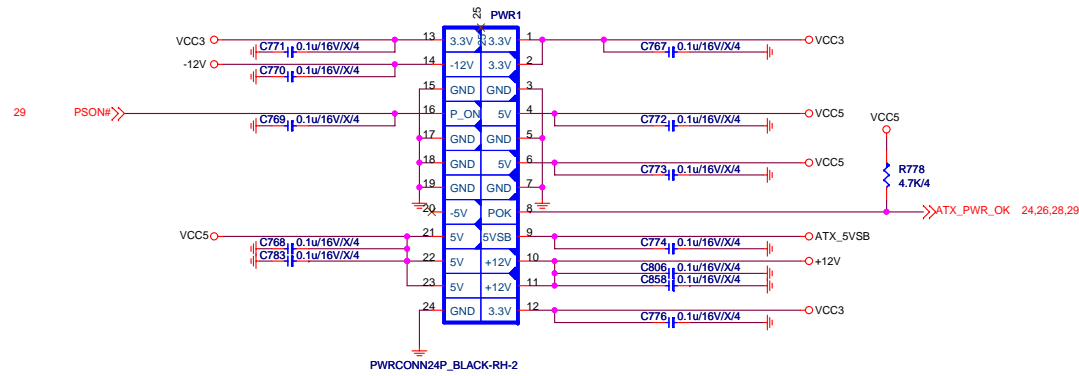 25
PWR1
VCC3
C771 0.1u/16V/X/4
13
3.3V
25
3.3V
1
C767 0.1u/16V/X/4
VCC3
-12V
C770 0.1u/16V/X/4
14
-12V
3.3V
2
15
GND
GND
3
29
PSON#
C769 0.1u/16V/X/4
16
P_ON
5V
4
C772 0.1u/16V/X/4
VCC5
VCC5
17
GND
GND
5
18
GND
5V
6
C773 0.1u/16V/X/4
VCC5
R778
4.7K/4
19
GND
GND
7
20
-5V
POK
8
ATX_PWR_OK 24,26,28,29
VCC5
C768 0.1u/16V/X/4
21
5V
5VSB
9
C774 0.1u/16V/X/4
ATX_5VSB
C783 0.1u/16V/X/4
22
5V
+12V
10
C806 0.1u/16V/X/4
+12V
23
5V
+12V
11
C858 0.1u/16V/X/4
24
GND
3.3V
12
C776 0.1u/16V/X/4
VCC3
PWRCONN24P_BLACK-RH-2